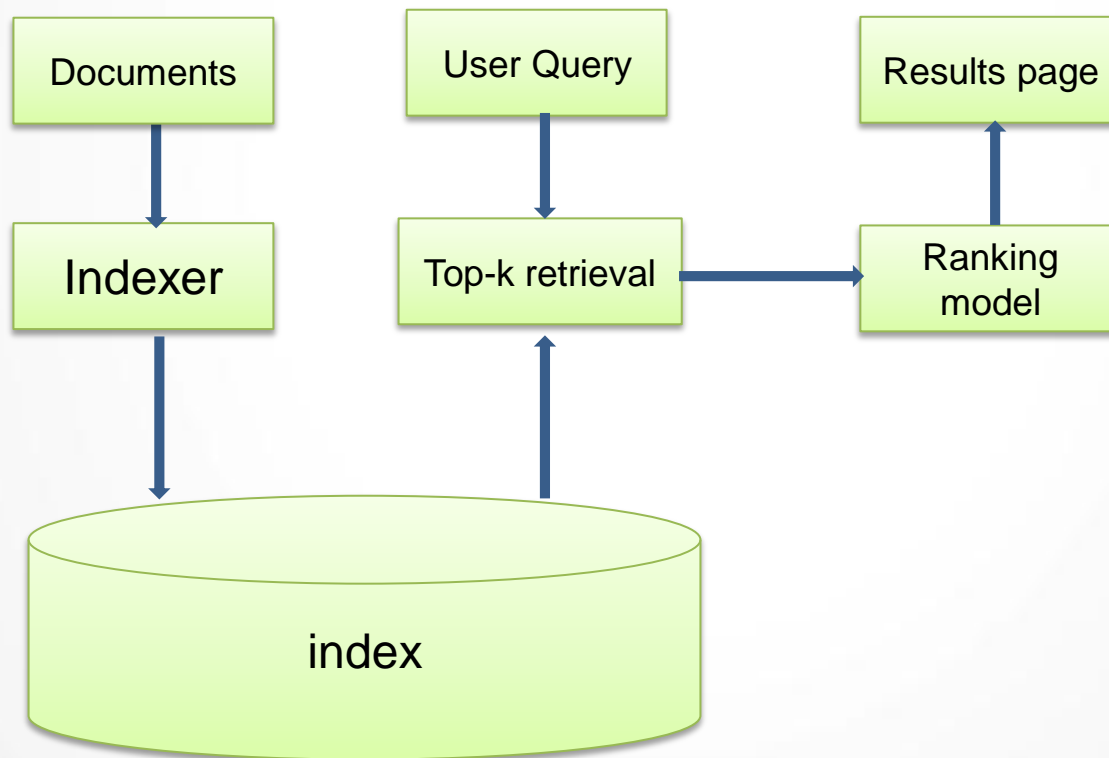 Documents
User Query
Results page
Indexer
Top-k retrieval
Ranking
model
index